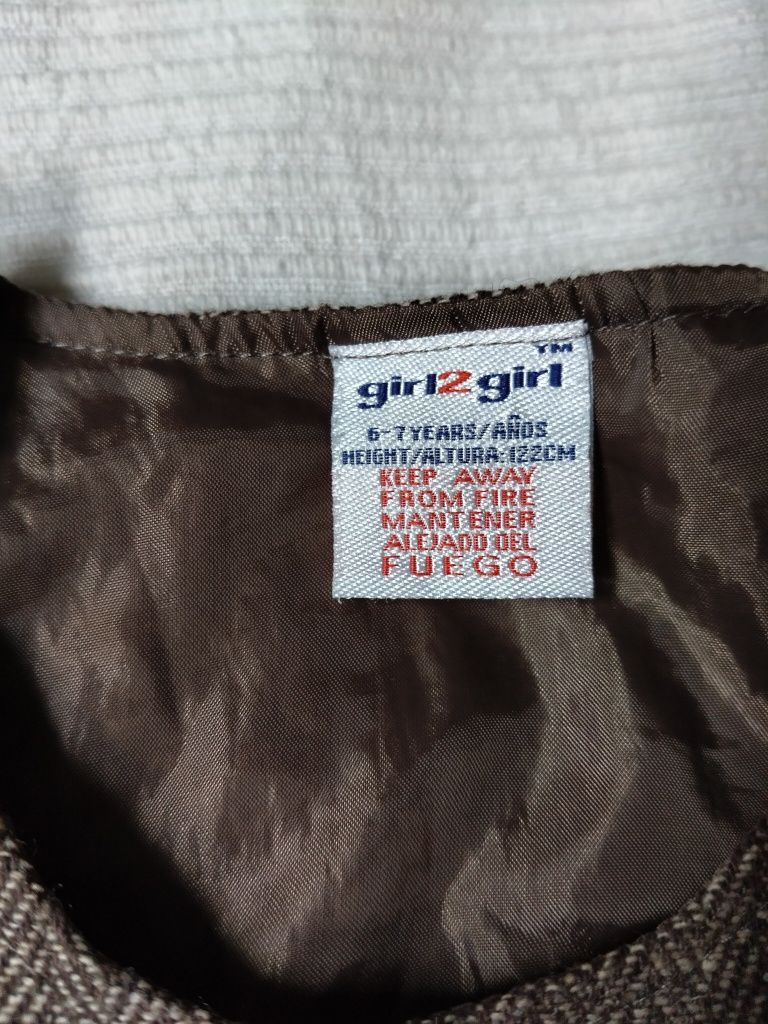 TM
girl2girl
6-7 YEARS/AÑOS
HEIGHT/ALTURA: 122CM
KEEP AWAY
FROM FIRE
MANTENER
ALEJADO DEL
FUEGO